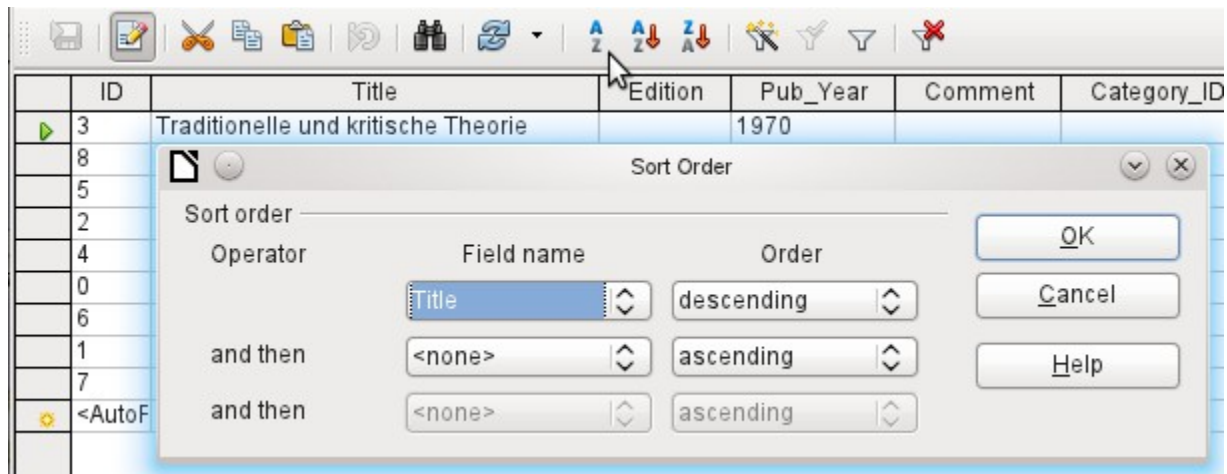 A Z A Z Z A
ID Title Edition Pub_Year Comment Category_ID
3 Traditionelle und kritische Theorie 1970
8
Sort Order
5
Sort order
OK
2
Operator Field name Order
4
0
Title descending
Cancel
6
1
and then <none> ascending
Help
7
<AutoF
and then <none> ascending